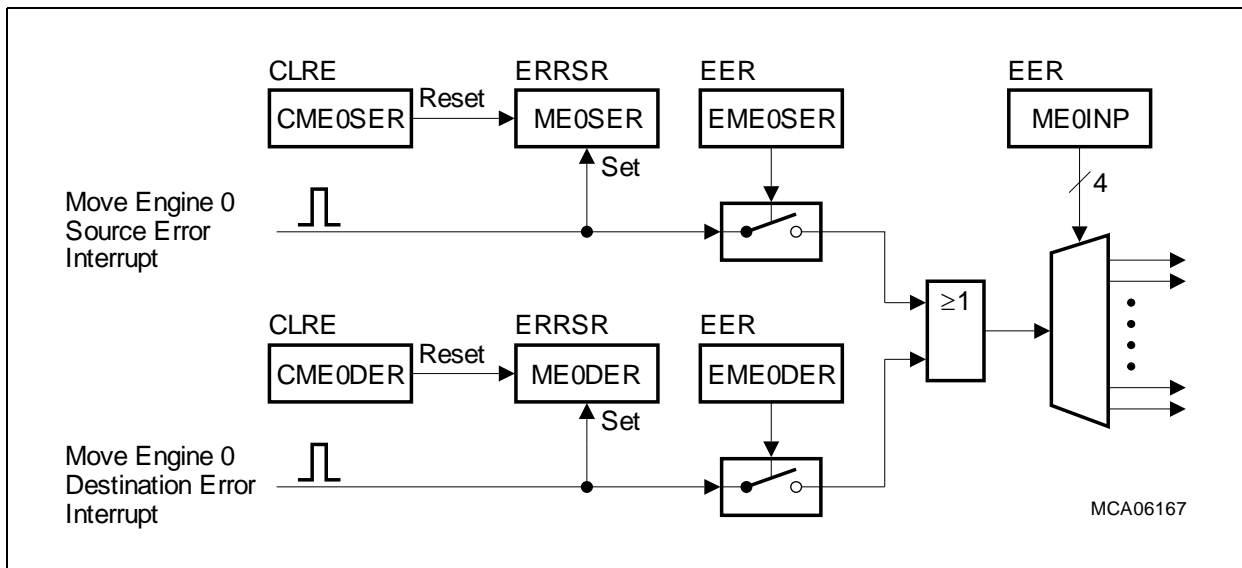 CLRE
ERRSR
EER
EER
CME0SER
Reset
ME0SER
EME0SER
ME0INP
Set
4
Move Engine 0
Source Error
Interrupt
≥1
CLRE
ERRSR
EER
CME0DER
Reset
ME0DER
EME0DER
Set
Move Engine 0
Destination Error
Interrupt
MCA06167